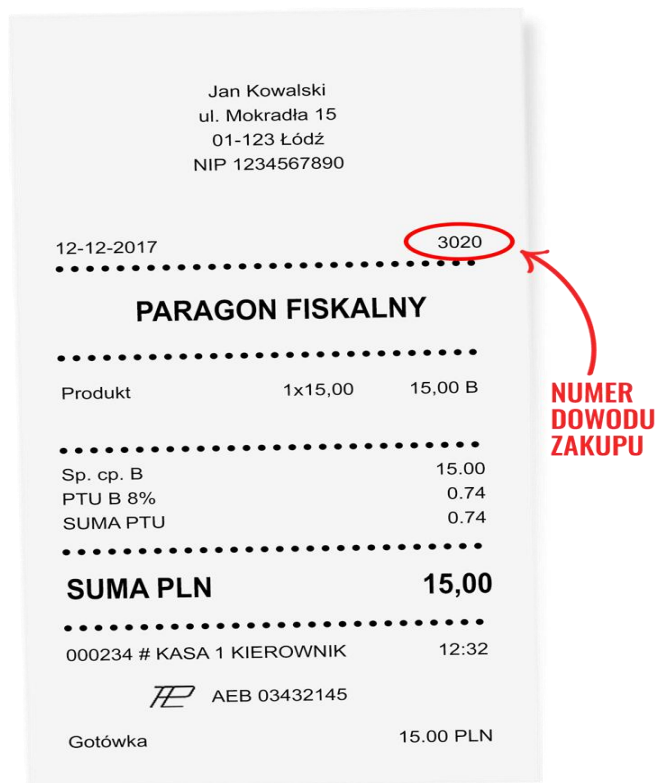 Jan Kowalski
ul. Mokradła 15
01-123 Łódź
NIP 1234567890
12-12-2017 3020
PARAGON FISKALNY
Produkt 1x15,00 15,00 B
NUMER
DOWODU
ZAKUPU
Sp. cp. B 15.00
PTU B 8% 0.74
SUMA PTU 0.74
SUMA PLN 15,00
000234 # KASA 1 KIEROWNIK 12:32
AEB 03432145
Gotówka 15.00 PLN